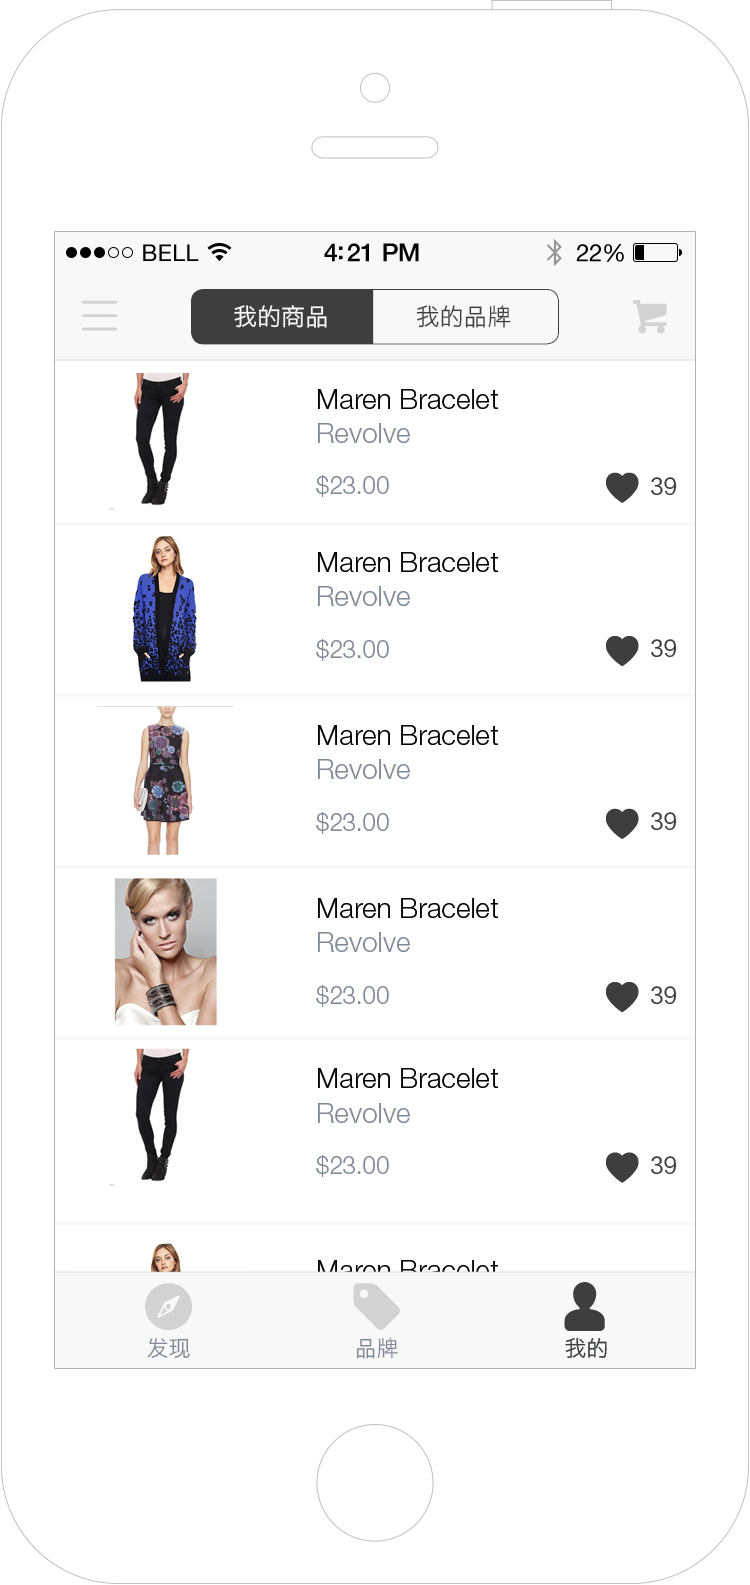 BELL 4:21 PM 22%
我的商品 我的品牌
Maren Bracelet
Revolve
$23.00 39
Maren Bracelet
Revolve
$23.00 39
Maren Bracelet
Revolve
$23.00 39
Maren Bracelet
Revolve
$23.00 39
Maren Bracelet
Revolve
$23.00 39
Maren Bracelet
发现 品牌 我的